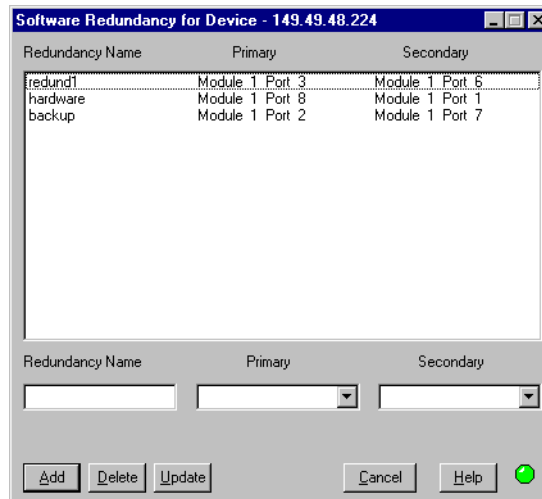 Software Redundancy for Device - 149.49.48.224
Redundancy Name Primary Secondary
redund1 Module 1 Port 3 Module 1 Port 6
hardware Module 1 Port 8 Module 1 Port 1
backup Module 1 Port 2 Module 1 Port 7
Redundancy Name Primary Secondary
Add Delete Update Cancel Help